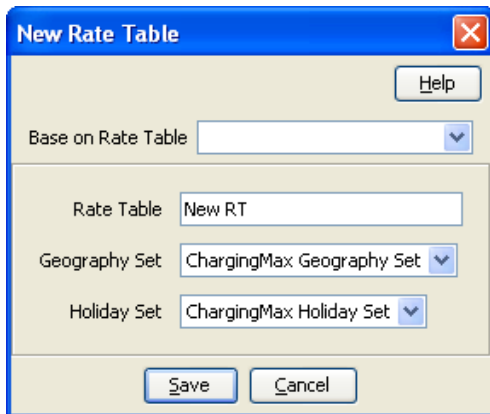 New Rate Table
Help
Base on Rate Table
Rate Table New RT
Geography Set ChargingMax Geography Set
Holiday Set ChargingMax Holiday Set
Save Cancel